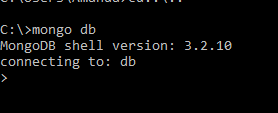 C:\>mongo db
MongoDB shell version: 3.2.10
connecting to: db
>